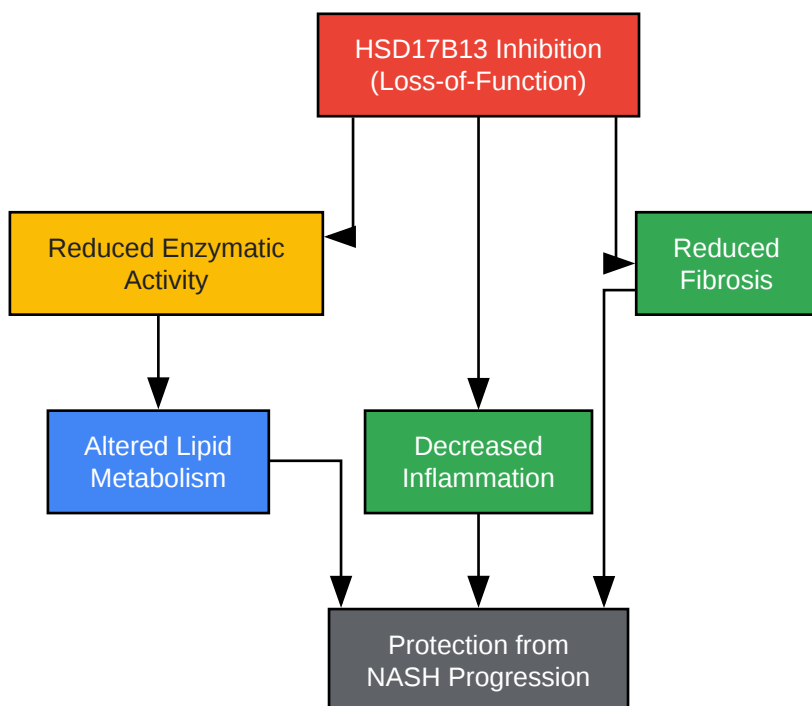 HSD17B13 Inhibition
(Loss-of-Function)
Reduced Enzymatic
Activity
Reduced
Fibrosis
Altered Lipid
Metabolism
Decreased
Inflammation
Protection from
NASH Progression